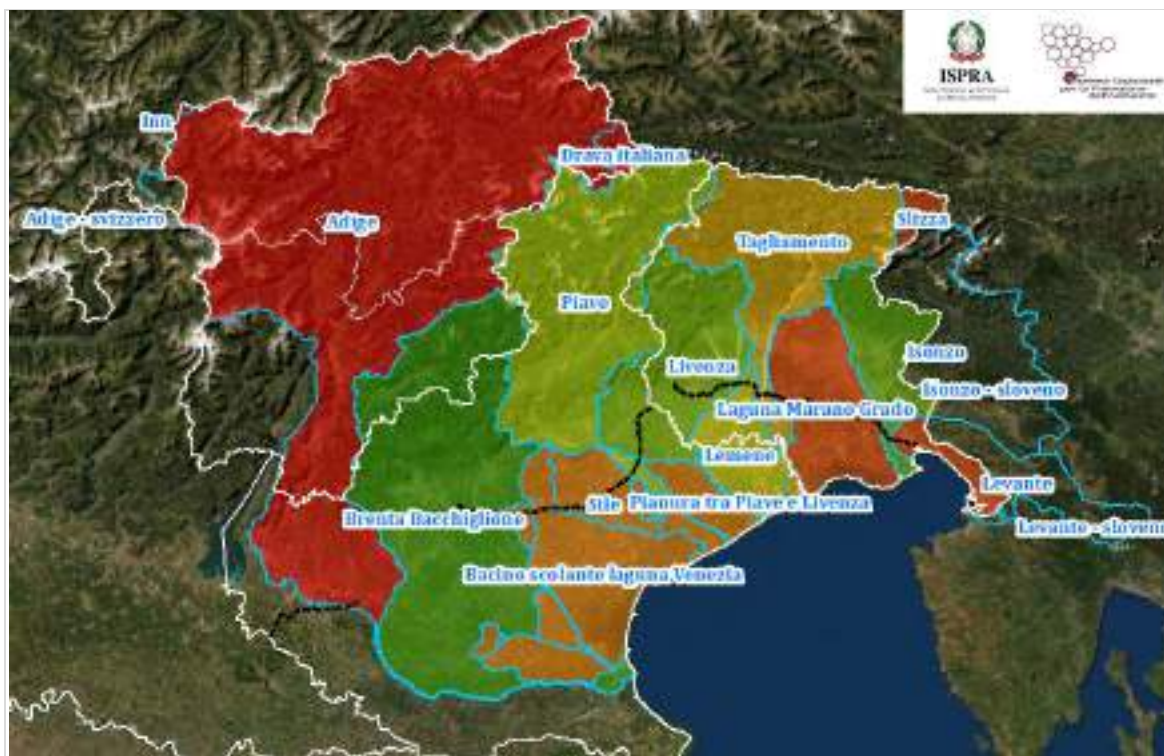 ISPRA
Inn
Drava italiana
Adige - svizzero
Adige
Slizza
Tagliamento
Piave
Livenza
Isonzo
Isonzo - sloveno
Laguna Marano Grado
Lemene
Levante
Sile
Pianura tra Piave e Livenza
Brenta Bacchiglione
Levante - sloveno
Bacino scolante laguna Venezia